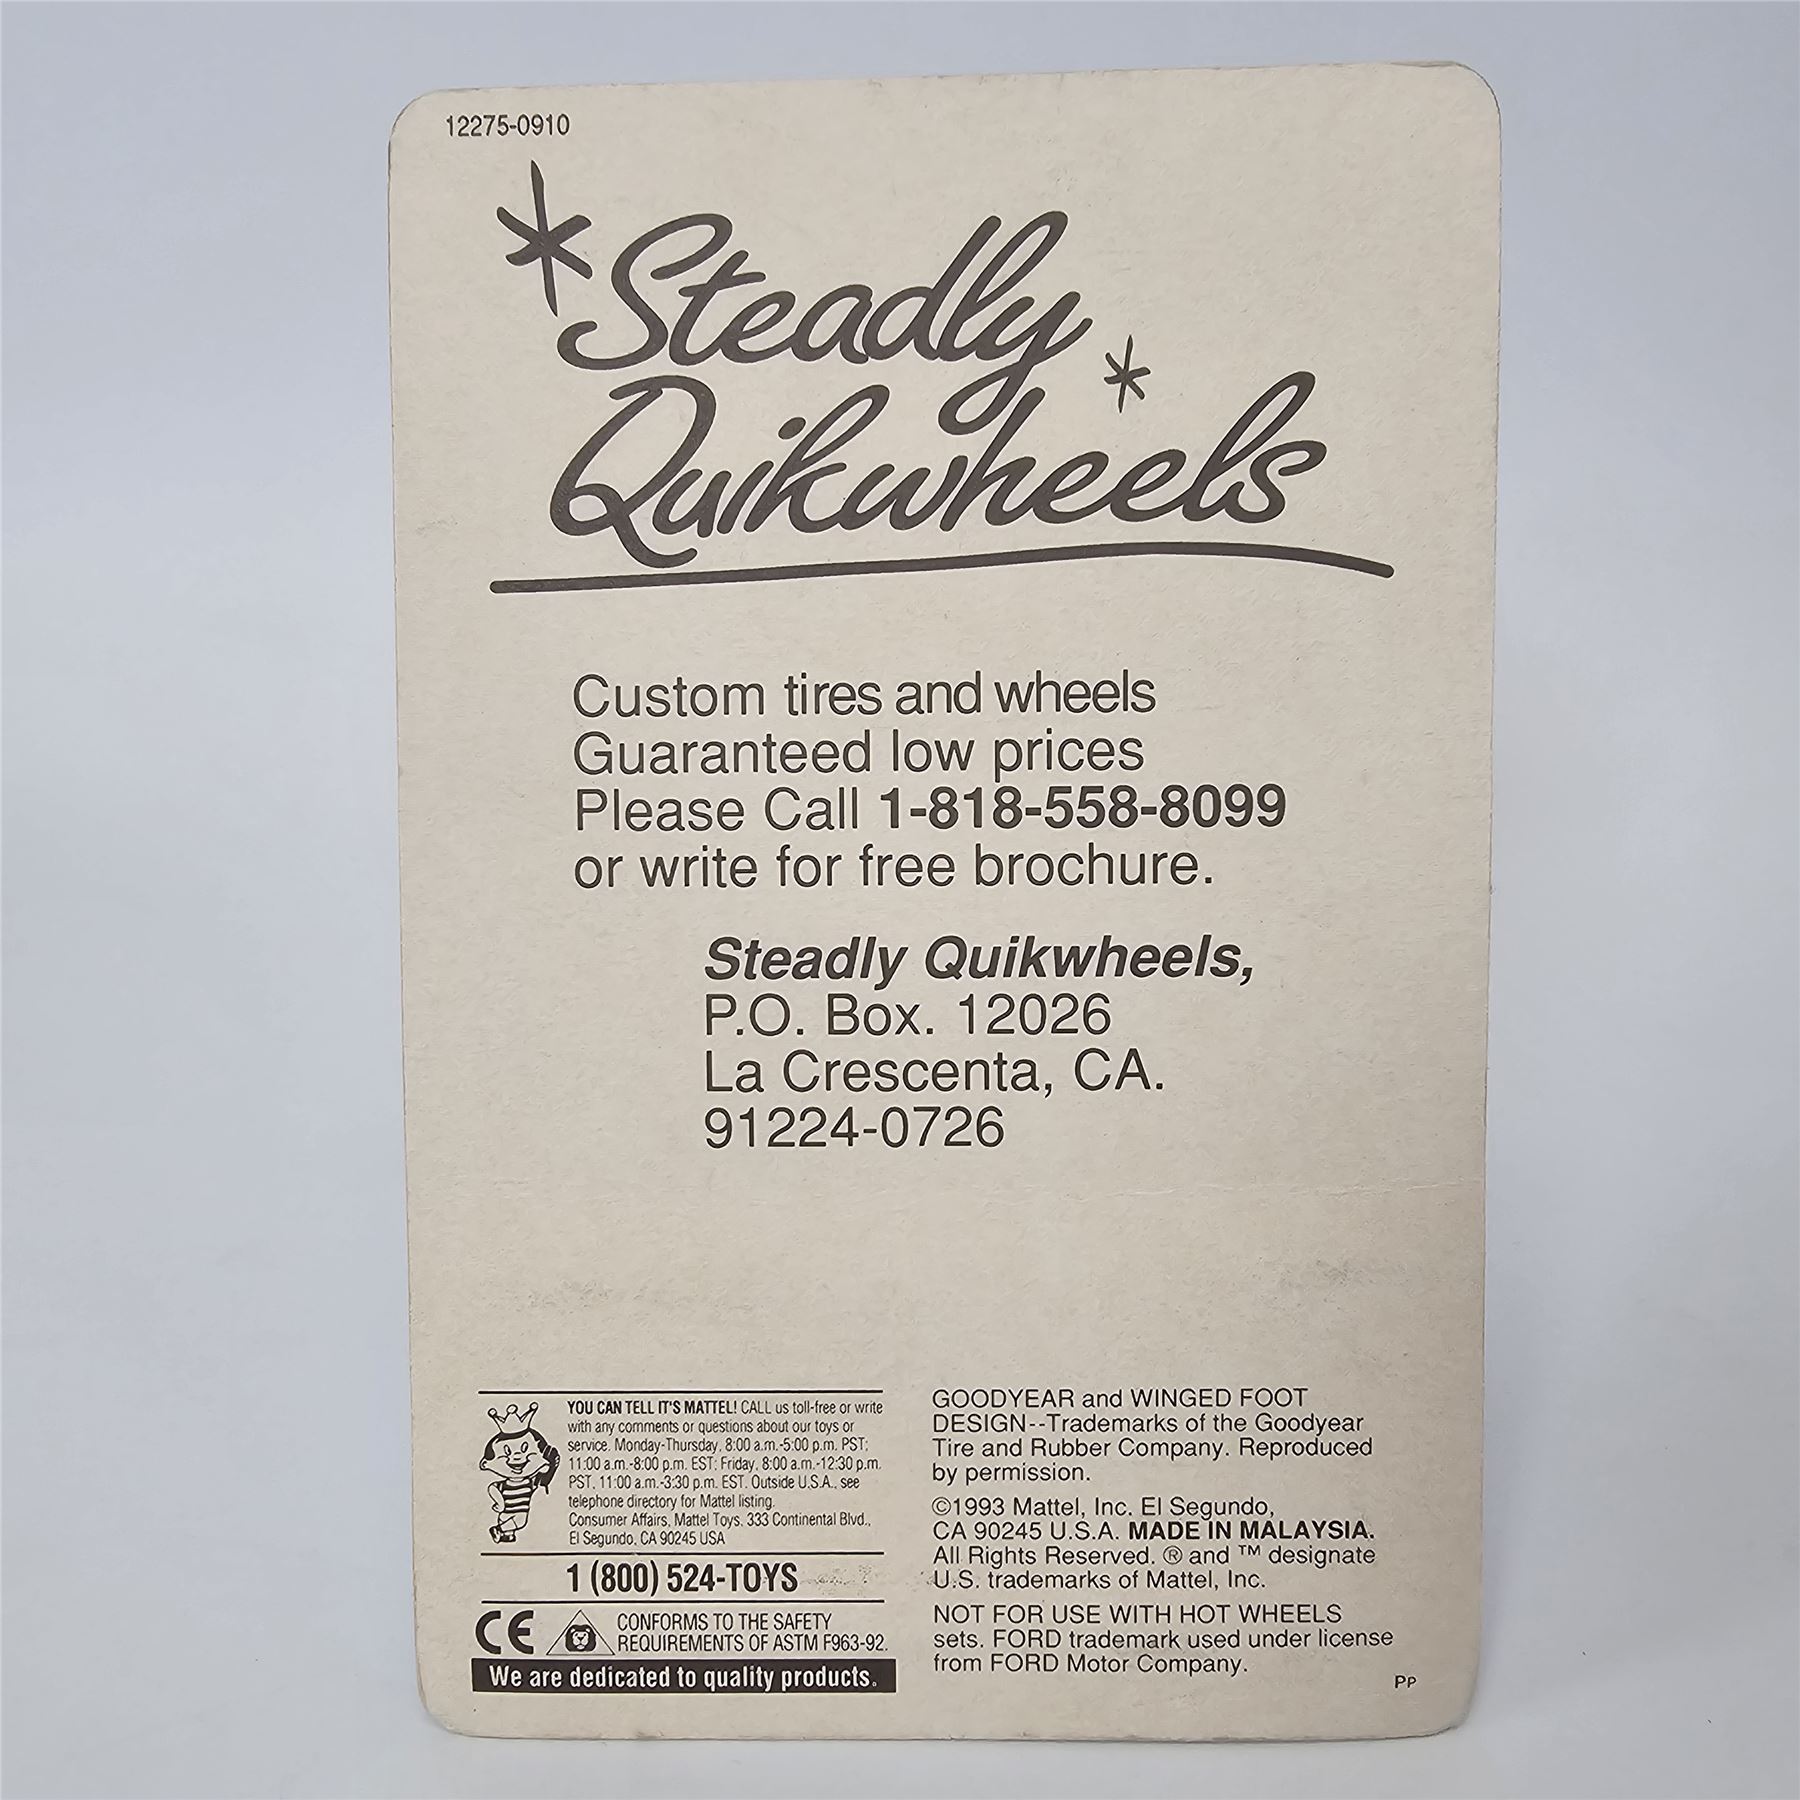 12275-0910
*Steadly
Quikwheels*
Custom tires and wheels
Guaranteed low prices
Please Call 1-818-558-8099
or write for free brochure.
Steadly Quikwheels,
P.O. Box. 12026
La Crescenta, CA.
91224-0726
YOU CAN TELL IT'S MATTEL! CALL us toll-free or write
with any comments or questions about our toys or
service. Monday-Thursday, 8:00 a.m.-5:00 p.m. PST;
11:00 a.m.-8:00 p.m. EST; Friday, 8:00 a.m.-12:30 p.m.
PST, 11:00 a.m.-3:30 p.m. EST. Outside U.S.A., see
telephone directory for Mattel listing.
Consumer Affairs, Mattel Toys, 333 Continental Blvd.,
El Segundo, CA 90245 USA
1 (800) 524-TOYS
CE
CONFORMS TO THE SAFETY
REQUIREMENTS OF ASTM F963-92.
We are dedicated to quality products.
GOODYEAR and WINGED FOOT
DESIGN--Trademarks of the Goodyear
Tire and Rubber Company. Reproduced
by permission.
©1993 Mattel, Inc. El Segundo,
CA 90245 U.S.A. MADE IN MALAYSIA.
All Rights Reserved. ® and ™ designate
U.S. trademarks of Mattel, Inc.
NOT FOR USE WITH HOT WHEELS
sets. FORD trademark used under license
from FORD Motor Company.
PP